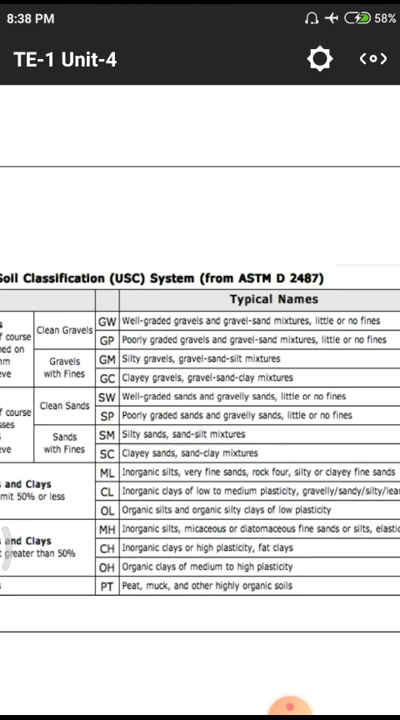 8:38 PM 58%
TE-1 Unit-4
Soil Classification (USC) System (from ASTM D 2487)
Typical Names
Clean Gravels GW Well-graded gravels and gravel-sand mixtures, little or no fines
of course
GP Poorly graded gravels and gravel-sand mixtures, little or no fines
ned on
Gravels with Fines GM Silty gravels, gravel-sand-silt mixtures
GC Clayey gravels, gravel-sand-clay mixtures
Clean Sands SW Well-graded sands and gravelly sands, little or no fines
of course
SP Poorly graded sands and gravelly sands, little or no fines
Sands with Fines SM Silty sands, sand-silt mixtures
SC Clayey sands, sand-clay mixtures
s and Clays
mit 50% or less
ML Inorganic silts, very fine sands, rock four, silty or clayey fine sands
CL Inorganic clays of low to medium plasticity, gravelly/sandy/silty/lea
OL Organic silts and organic silty clays of low plasticity
s and Clays
greater than 50%
MH Inorganic silts, micaceous or diatomaceous fine sands or silts, elastic
CH Inorganic clays or high plasticity, fat clays
OH Organic clays of medium to high plasticity
PT Peat, muck, and other highly organic soils